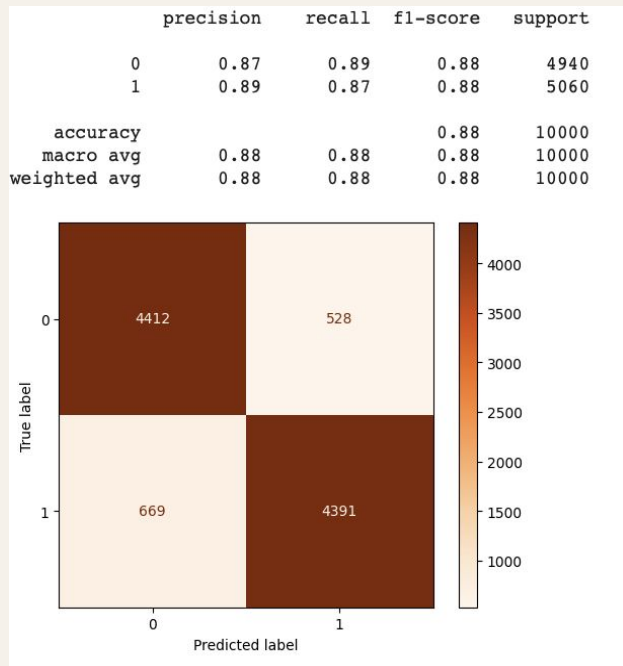 precision recall f1-score support
0 0.87 0.89 0.88 4940
1 0.89 0.87 0.88 5060
accuracy 0.88 10000
macro avg 0.88 0.88 0.88 10000
weighted avg 0.88 0.88 0.88 10000
4000
3500
3000
2500
2000
1500
1000
0
4412 528
True label
1
669 4391
0 1
Predicted label